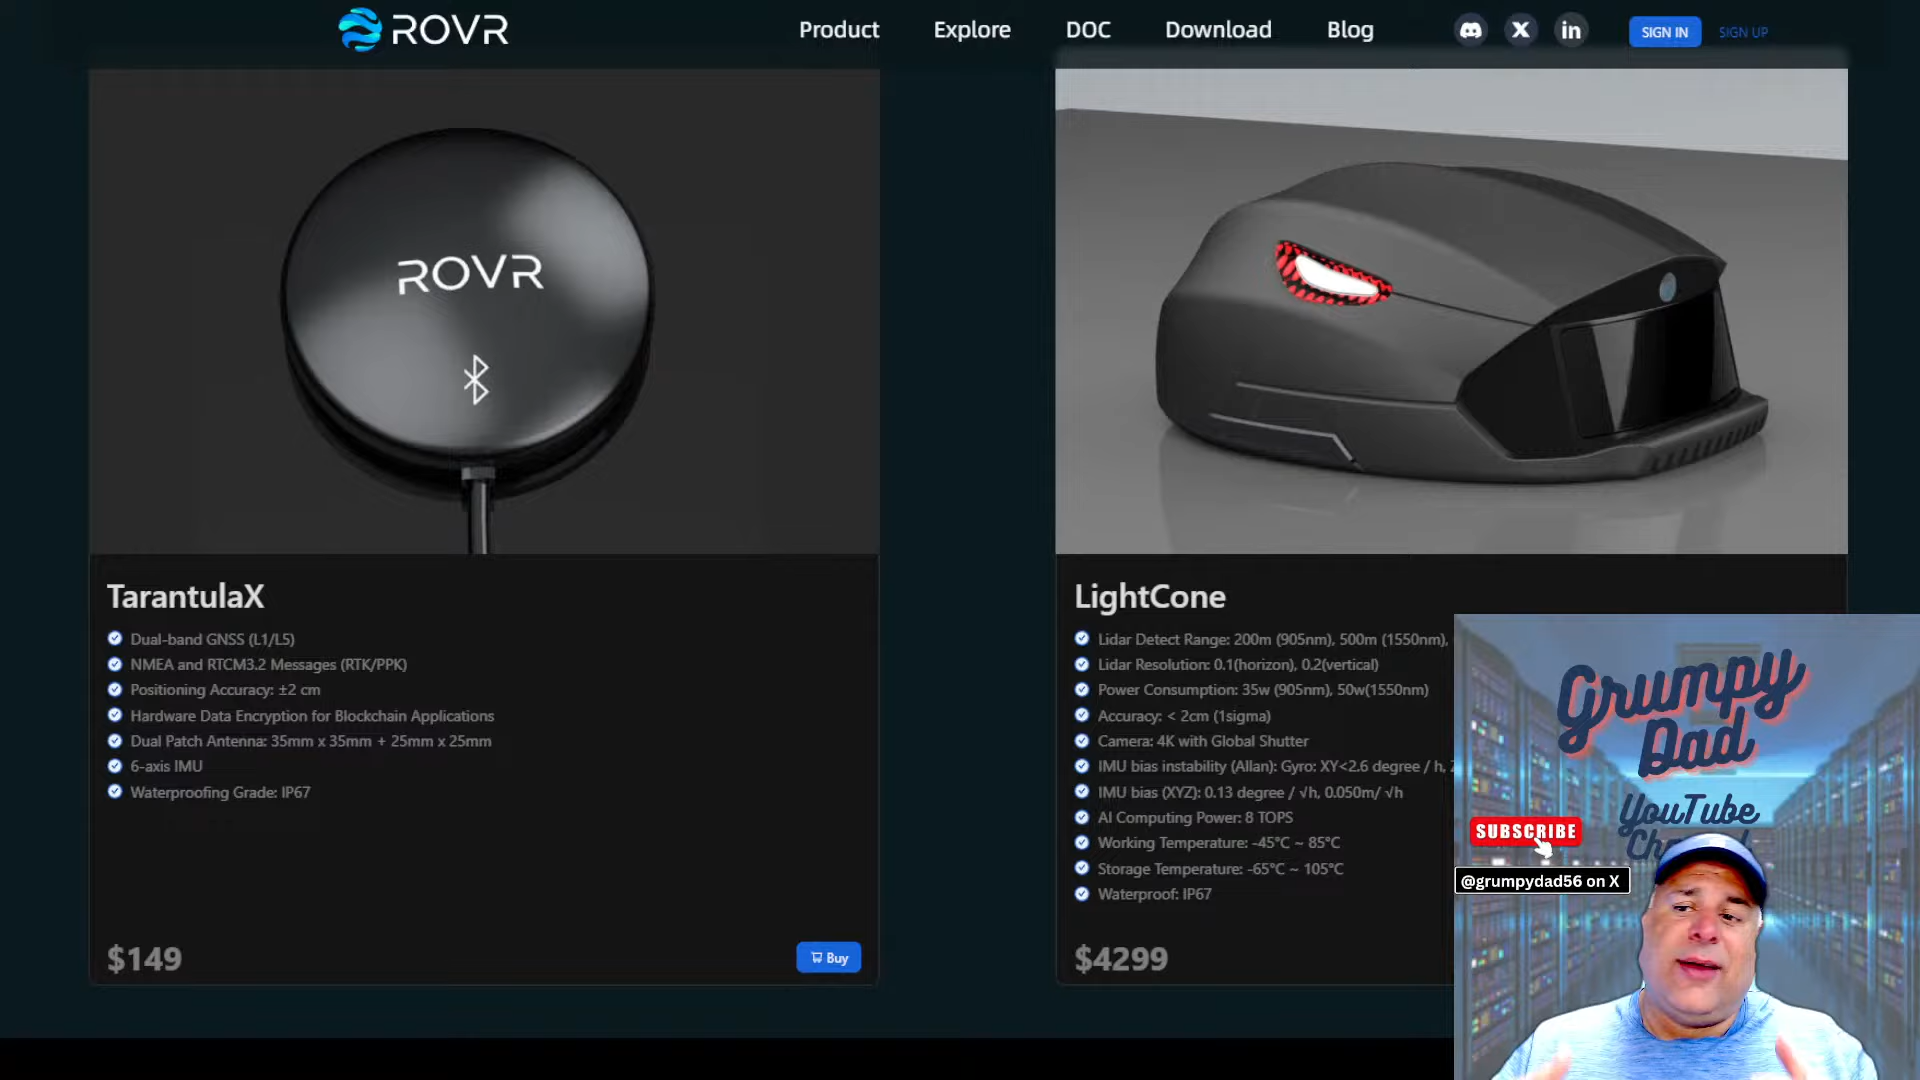 ROVR
Product
Explore
DOC
Download
Blog
X
in
SIGN IN
SIGN UP
ROVR
TarantulaX
Dual-band GNSS (L1/L5)
NMEA and RTCM3.2 Messages (RTK/PPK)
Positioning Accuracy: ±2 cm
Hardware Data Encryption for Blockchain Applications
Dual Patch Antenna: 35mm x 35mm + 25mm x 25mm
6-axis IMU
Waterproofing Grade: IP67
$149
Buy
LightCone
Lidar Detect Range: 200m (905nm), 500m (1550nm),
Lidar Resolution: 0.1(horizon), 0.2(vertical)
Power Consumption: 35w (905nm), 50w(1550nm)
Accuracy: < 2cm (1sigma)
Camera: 4K with Global Shutter
IMU bias instability (Allan): Gyro: XY<2.6 degree / h,
IMU bias (XYZ): 0.13 degree / √h, 0.050m/ √h
AI Computing Power: 8 TOPS
Working Temperature: -45°C ~ 85°C
Storage Temperature: -65°C ~ 105°C
Waterproof: IP67
$4299
Grumpy
Dad
YouTube
SUBSCRIBE
@grumpydad56 on X